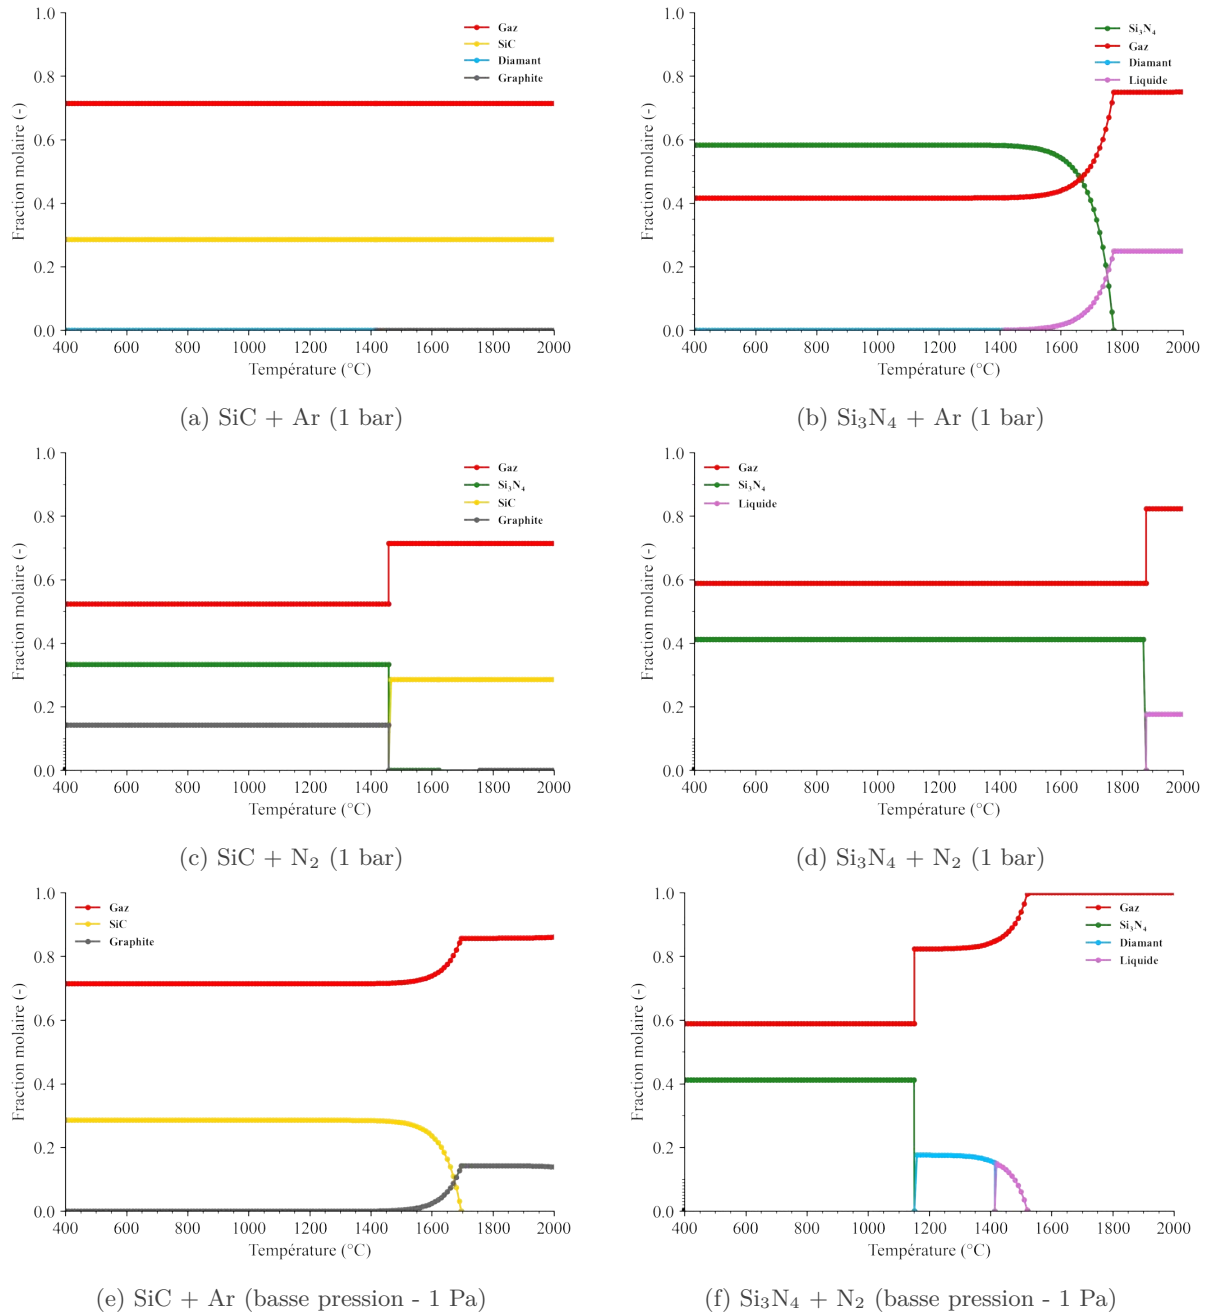 1.0
0.8
0.6
0.4
0.2
0.0
Fraction molaire (-)
Gaz
SiC
Diamant
Graphite
400 600 800 1000 1200 1400 1600 1800 2000
Température (°C)
(a) SiC + Ar (1 bar)
1.0
0.8
0.6
0.4
0.2
0.0
Fraction molaire (-)
Si₃N₄
Gaz
Diamant
Liquide
400 600 800 1000 1200 1400 1600 1800 2000
Température (°C)
(b) Si₃N₄ + Ar (1 bar)
1.0
0.8
0.6
0.4
0.2
0.0
Fraction molaire (-)
Gaz
Si₃N₄
SiC
Graphite
400 600 800 1000 1200 1400 1600 1800 2000
Température (°C)
(c) SiC + N₂ (1 bar)
1.0
0.8
0.6
0.4
0.2
0.0
Fraction molaire (-)
Gaz
Si₃N₄
Liquide
400 600 800 1000 1200 1400 1600 1800 2000
Température (°C)
(d) Si₃N₄ + N₂ (1 bar)
1.0
0.8
0.6
0.4
0.2
0.0
Fraction molaire (-)
Gaz
SiC
Graphite
400 600 800 1000 1200 1400 1600 1800 2000
Température (°C)
(e) SiC + Ar (basse pression - 1 Pa)
1.0
0.8
0.6
0.4
0.2
0.0
Fraction molaire (-)
Gaz
Si₃N₄
Diamant
Liquide
400 600 800 1000 1200 1400 1600 1800 2000
Température (°C)
(f) Si₃N₄ + N₂ (basse pression - 1 Pa)